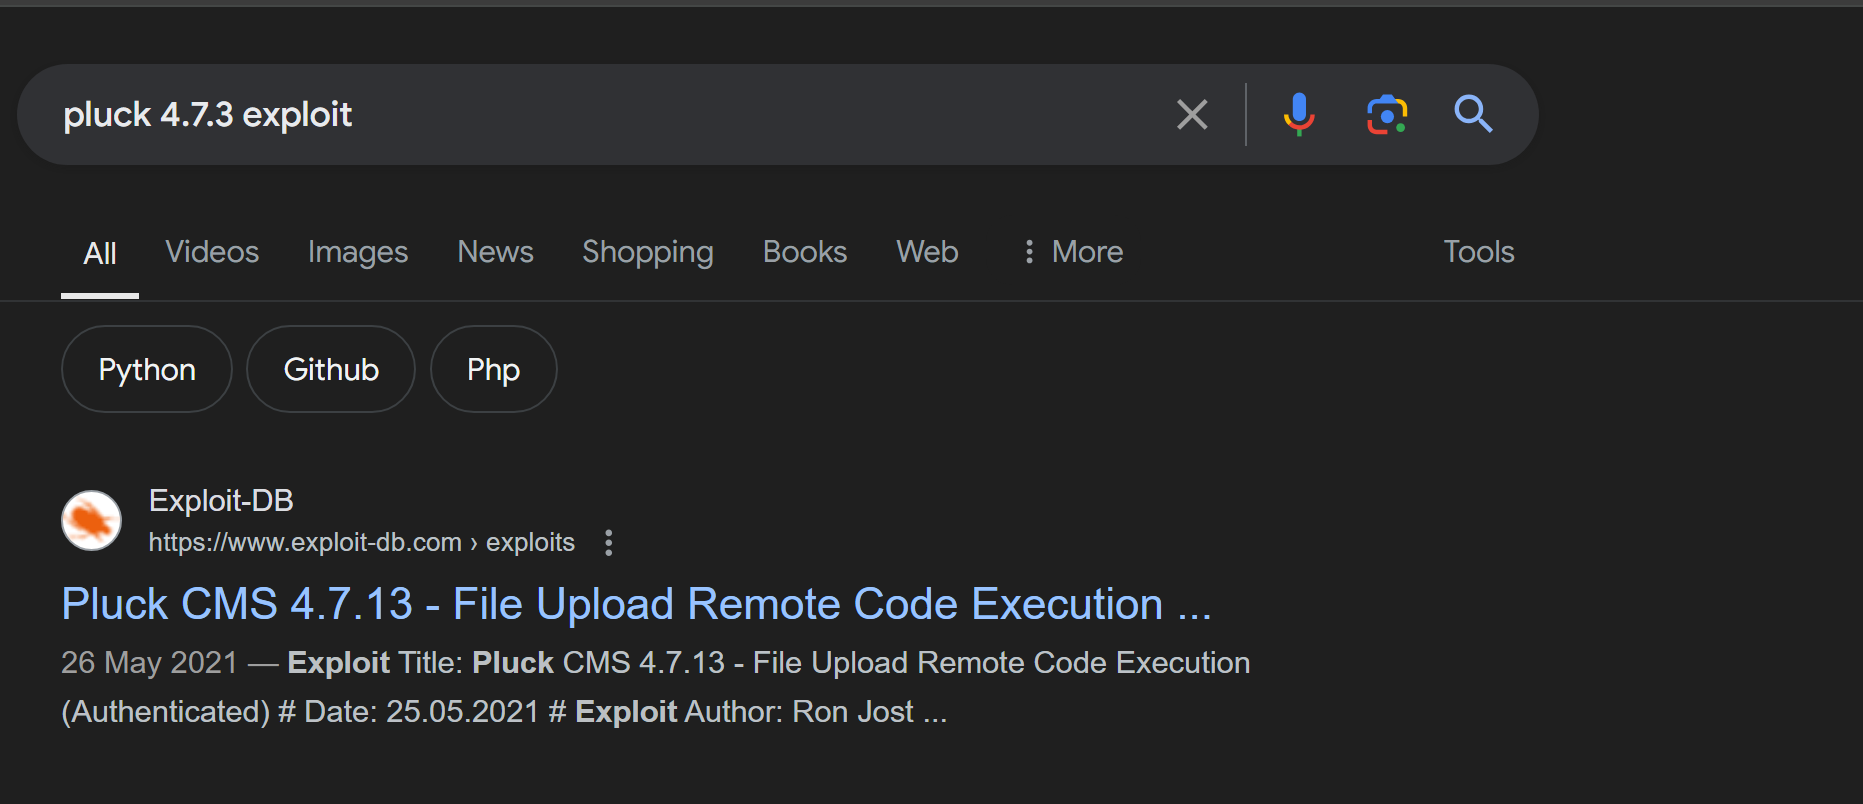 pluck 4.7.3 exploit
All Videos Images News Shopping Books Web More Tools
Python Github Php
Exploit-DB
https://www.exploit-db.com › exploits
Pluck CMS 4.7.13 - File Upload Remote Code Execution ...
26 May 2021 — Exploit Title: Pluck CMS 4.7.13 - File Upload Remote Code Execution
(Authenticated) # Date: 25.05.2021 # Exploit Author: Ron Jost ...